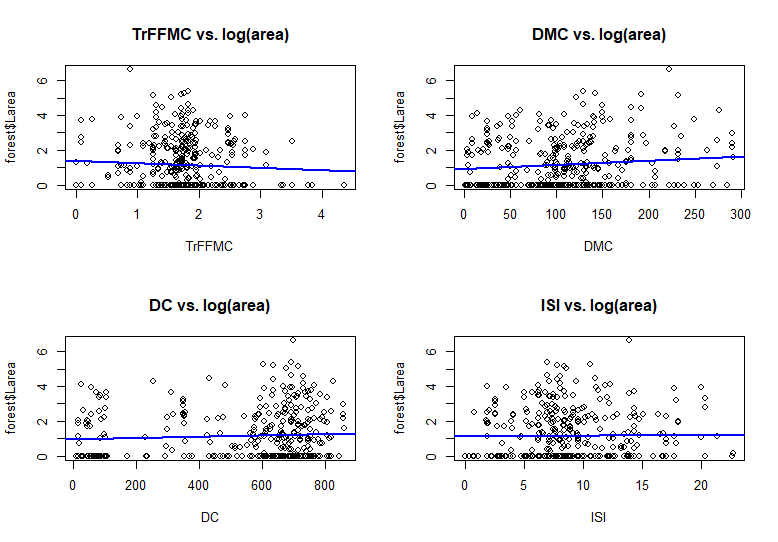 TrFFMC vs. log(area)
forest$Larea
0 2 4 6
0 1 2 3 4
TrFFMC
DMC vs. log(area)
forest$Larea
0 2 4 6
0 50 100 150 200 250 300
DMC
DC vs. log(area)
forest$Larea
0 2 4 6
0 200 400 600 800
DC
ISI vs. log(area)
forest$Larea
0 2 4 6
0 5 10 15 20
ISI